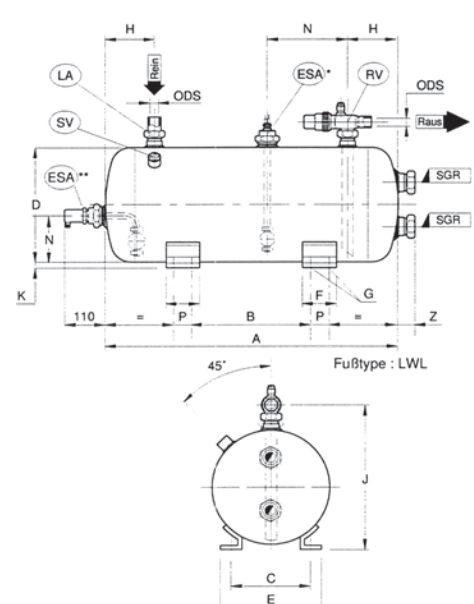 H
N
H
LA
Rein
ESA*
RV
ODS
ODS
Raus
SV
SGR
ESA**
D
N
SGR
K
F
G
110
=
P
B
P
=
Z
A
Fußtype : LWL
45°
J
C
E